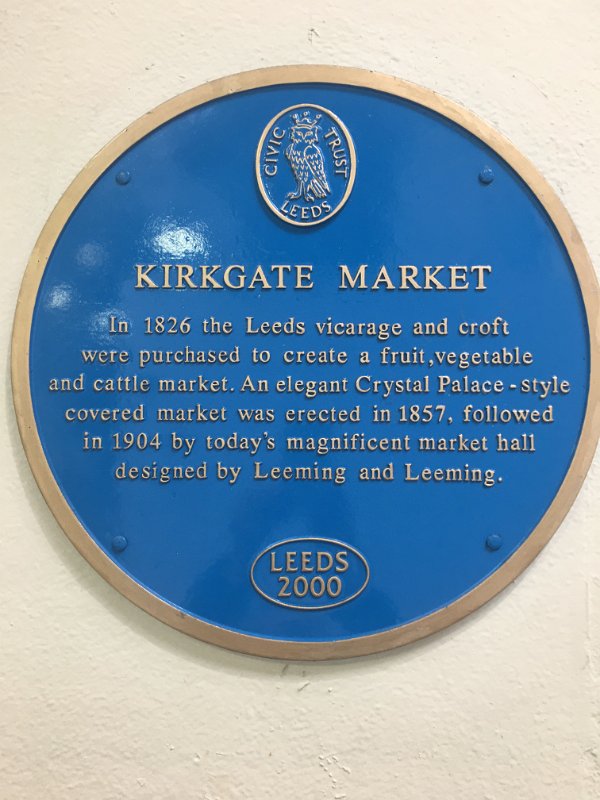 CIVIC TRUST
LEEDS
KIRKGATE MARKET
In 1826 the Leeds vicarage and croft
were purchased to create a fruit,vegetable
and cattle market. An elegant Crystal Palace-style
covered market was erected in 1857, followed
in 1904 by today's magnificent market hall
designed by Leeming and Leeming.
LEEDS
2000